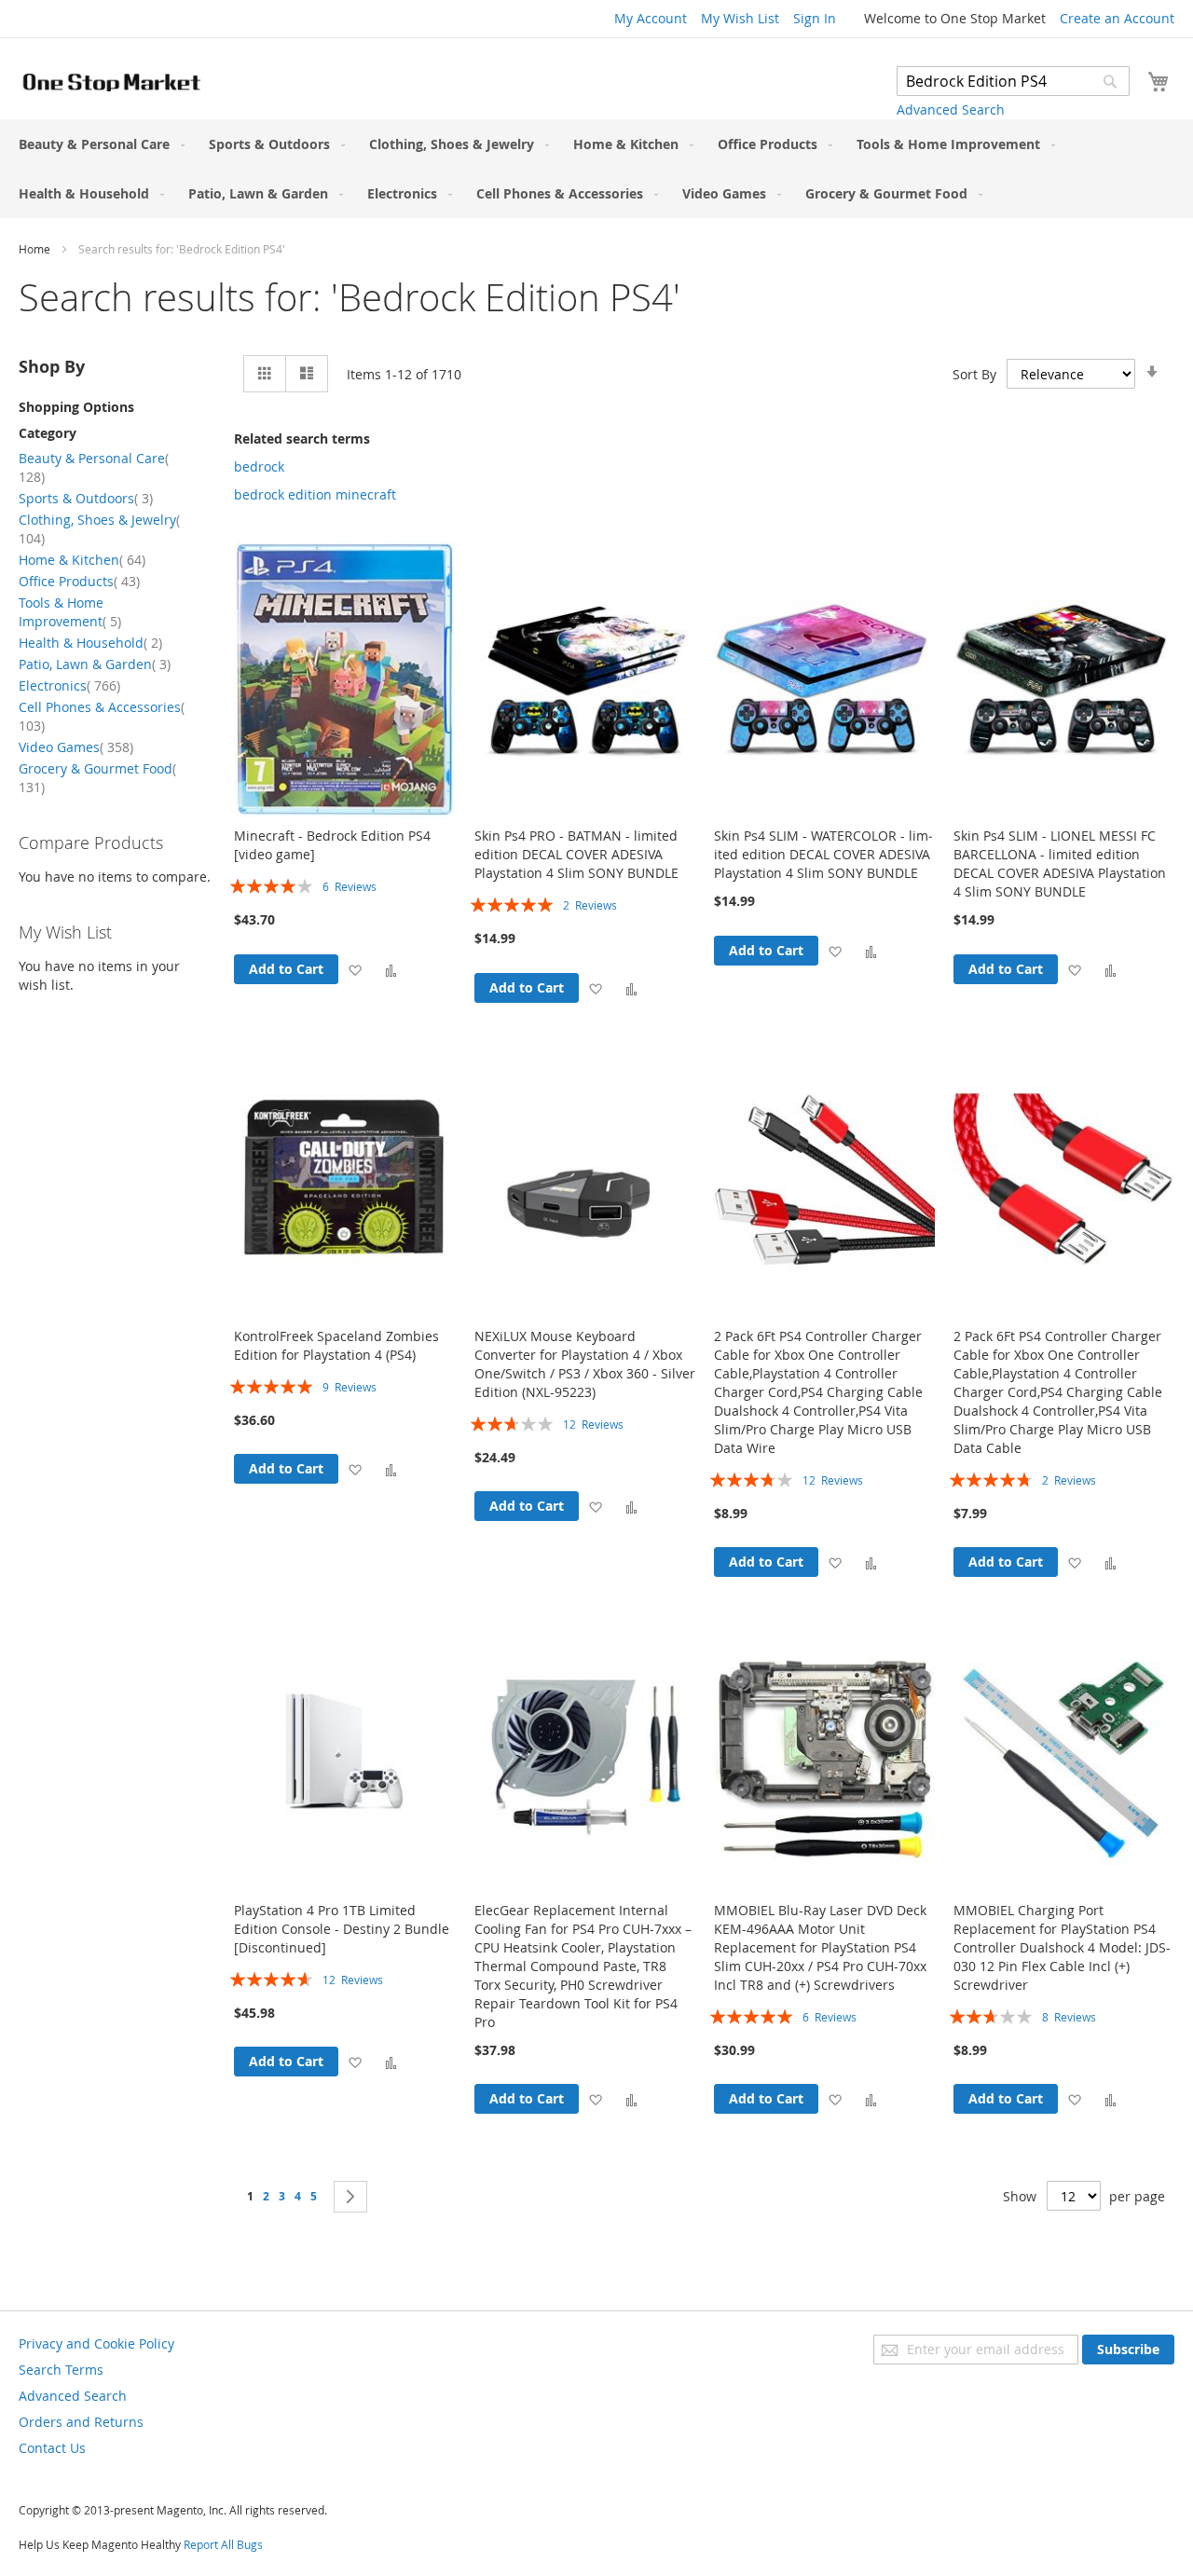 My Account My Wish List Sign In Welcome to One Stop Market Create an Account
One Stop Market
Bedrock Edition PS4
Advanced Search
Beauty & Personal Care Sports & Outdoors Clothing, Shoes & Jewelry Home & Kitchen Office Products Tools & Home Improvement
Health & Household Patio, Lawn & Garden Electronics Cell Phones & Accessories Video Games Grocery & Gourmet Food
Home Search results for: 'Bedrock Edition PS4'
Search results for: 'Bedrock Edition PS4'
Shop By
Shopping Options
Category
Beauty & Personal Care(
128)
Sports & Outdoors( 3)
Clothing, Shoes & Jewelry(
104)
Home & Kitchen( 64)
Office Products( 43)
Tools & Home
Improvement( 5)
Health & Household( 2)
Patio, Lawn & Garden( 3)
Electronics( 766)
Cell Phones & Accessories(
103)
Video Games( 358)
Grocery & Gourmet Food(
131)
Compare Products
You have no items to compare.
My Wish List
You have no items in your
wish list.
Items 1-12 of 1710
Sort By Relevance
Related search terms
bedrock
bedrock edition minecraft
PS4
MINECRAFT
STARTER PACK
7
MOJANG
Minecraft - Bedrock Edition PS4
[video game]
6 Reviews
$43.70
Add to Cart
Skin Ps4 PRO - BATMAN - limited
edition DECAL COVER ADESIVA
Playstation 4 Slim SONY BUNDLE
2 Reviews
$14.99
Add to Cart
SONY
Skin Ps4 SLIM - WATERCOLOR - lim-
ited edition DECAL COVER ADESIVA
Playstation 4 Slim SONY BUNDLE
$14.99
Add to Cart
Skin Ps4 SLIM - LIONEL MESSI FC
BARCELLONA - limited edition
DECAL COVER ADESIVA Playstation
4 Slim SONY BUNDLE
$14.99
Add to Cart
KONTROLFREEK
CALL OF DUTY
ZOMBIES
SPACELAND EDITION
KONTROLFREEK
KONTROLFREEK
KontrolFreek Spaceland Zombies
Edition for Playstation 4 (PS4)
9 Reviews
$36.60
Add to Cart
NEXiLUX Mouse Keyboard
Converter for Playstation 4 / Xbox
One/Switch / PS3 / Xbox 360 - Silver
Edition (NXL-95223)
12 Reviews
$24.49
Add to Cart
2 Pack 6Ft PS4 Controller Charger
Cable for Xbox One Controller
Cable,Playstation 4 Controller
Charger Cord,PS4 Charging Cable
Dualshock 4 Controller,PS4 Vita
Slim/Pro Charge Play Micro USB
Data Wire
12 Reviews
$8.99
Add to Cart
2 Pack 6Ft PS4 Controller Charger
Cable for Xbox One Controller
Cable,Playstation 4 Controller
Charger Cord,PS4 Charging Cable
Dualshock 4 Controller,PS4 Vita
Slim/Pro Charge Play Micro USB
Data Cable
2 Reviews
$7.99
Add to Cart
PlayStation 4 Pro 1TB Limited
Edition Console - Destiny 2 Bundle
[Discontinued]
12 Reviews
$45.98
Add to Cart
ElecGear Replacement Internal
Cooling Fan for PS4 Pro CUH-7xxx –
CPU Heatsink Cooler, Playstation
Thermal Compound Paste, TR8
Torx Security, PH0 Screwdriver
Repair Teardown Tool Kit for PS4
Pro
$37.98
Add to Cart
MMOBIEL Blu-Ray Laser DVD Deck
KEM-496AAA Motor Unit
Replacement for PlayStation PS4
Slim CUH-20xx / PS4 Pro CUH-70xx
Incl TR8 and (+) Screwdrivers
6 Reviews
$30.99
Add to Cart
MMOBIEL Charging Port
Replacement for PlayStation PS4
Controller Dualshock 4 Model: JDS-
030 12 Pin Flex Cable Incl (+)
Screwdriver
8 Reviews
$8.99
Add to Cart
1 2 3 4 5
Show 12 per page
Privacy and Cookie Policy
Search Terms
Advanced Search
Orders and Returns
Contact Us
Enter your email address
Subscribe
Copyright © 2013-present Magento, Inc. All rights reserved.
Help Us Keep Magento Healthy Report All Bugs